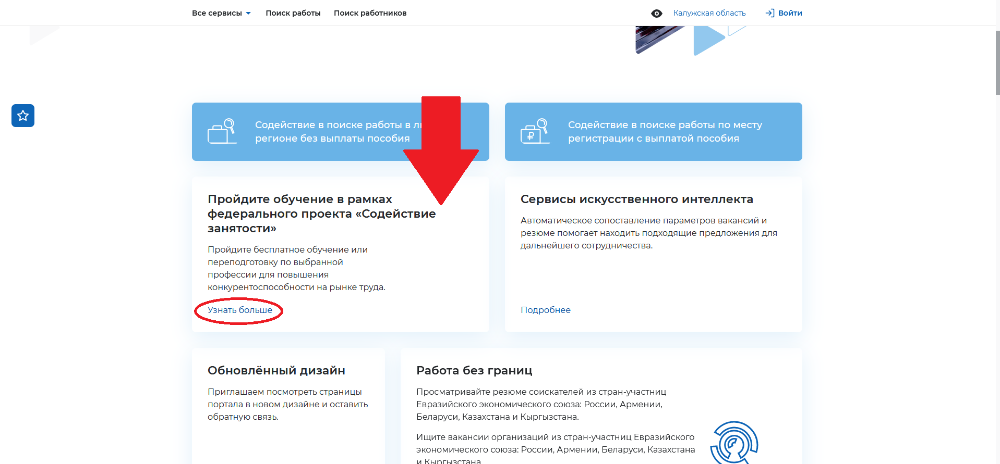 Все сервисы
Поиск работы
Поиск работников
Калужская область
Войти
Содействие в поиске работы в
регионе без выплаты пособия
Содействие в поиске работы по месту
регистрации с выплатой пособия
Пройдите обучение в рамках
федерального проекта «Содействие
занятости»
Пройдите бесплатное обучение или
переподготовку по выбранной
профессии для повышения
конкурентоспособности на рынке труда.
Узнать больше
Сервисы искусственного интеллекта
Автоматическое сопоставление параметров вакансий и
резюме помогает находить подходящие предложения для
дальнейшего сотрудничества.
Подробнее
Обновлённый дизайн
Приглашаем посмотреть страницы
портала в новом дизайне и оставить
обратную связь.
Работа без границ
Просматривайте резюме соискателей из стран-участниц
Евразийского экономического союза: России, Армении,
Беларуси, Казахстана и Кыргызстана.
Ищите вакансии организаций из стран-участниц Евразийского
экономического союза: России, Армении, Беларуси, Казахстана
и Кыргызстана